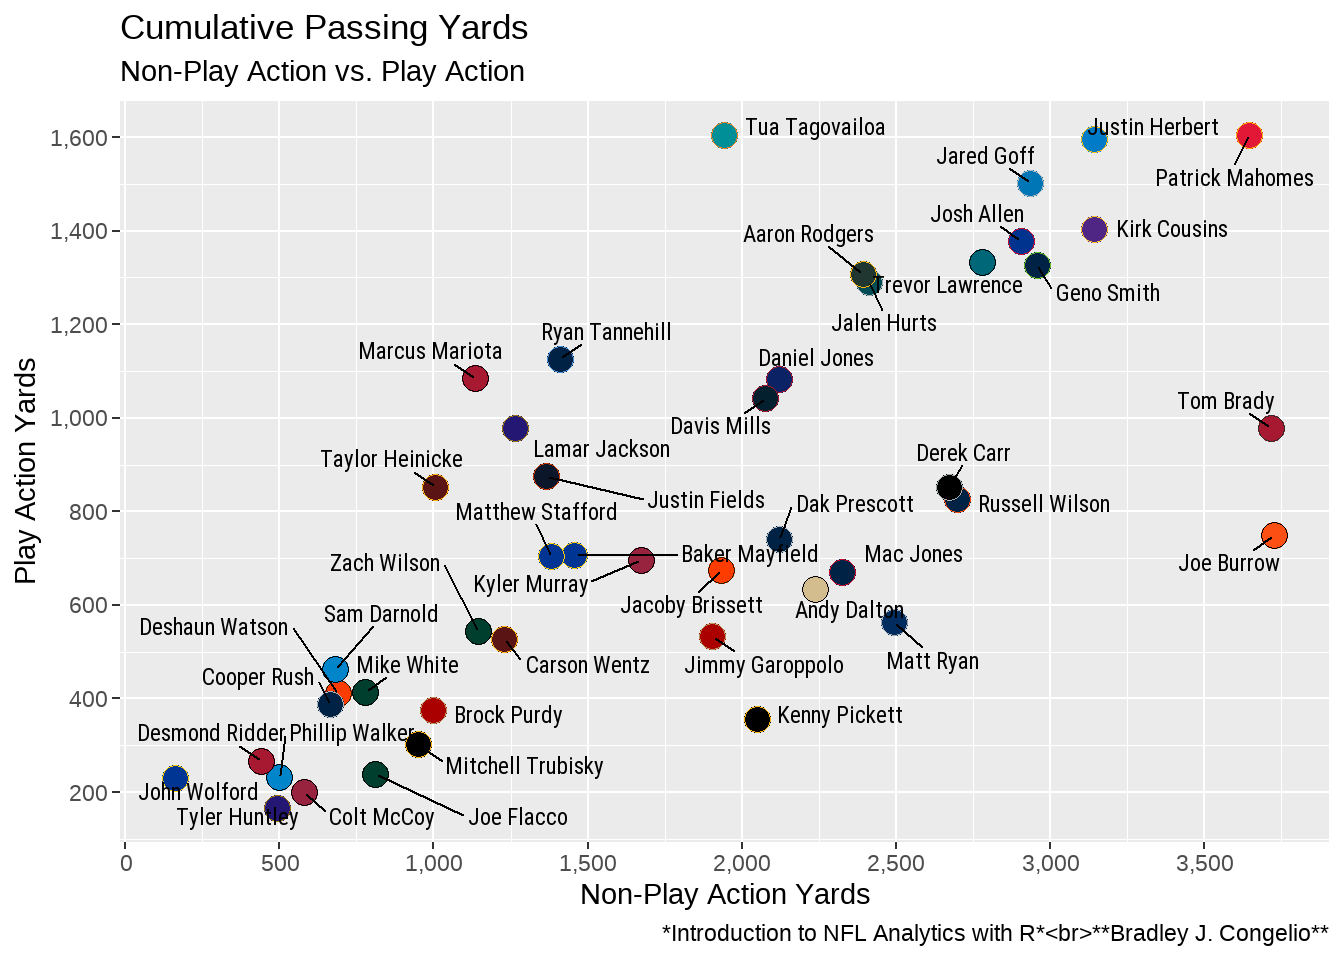 Cumulative Passing Yards
Non-Play Action vs. Play Action
1,600
1,400
1,200
1,000
800
600
400
200
Play Action Yards
Tua Tagovailoa
Justin Herbert
Jared Goff
Patrick Mahomes
Josh Allen
Kirk Cousins
Aaron Rodgers
Trevor Lawrence
Geno Smith
Jalen Hurts
Ryan Tannehill
Marcus Mariota
Daniel Jones
Tom Brady
Davis Mills
Lamar Jackson
Derek Carr
Taylor Heinicke
Justin Fields
Dak Prescott
Russell Wilson
Matthew Stafford
Baker Mayfield
Mac Jones
Zach Wilson
Joe Burrow
Kyler Murray
Jacoby Brissett
Andy Dalton
Sam Darnold
Deshaun Watson
Carson Wentz
Jimmy Garoppolo
Matt Ryan
Mike White
Cooper Rush
Brock Purdy
Kenny Pickett
Desmond Ridder
Phillip Walker
Mitchell Trubisky
John Wolford
Tyler Huntley
Colt McCoy
Joe Flacco
0
500
1,000
1,500
2,000
2,500
3,000
3,500
Non-Play Action Yards
*Introduction to NFL Analytics with R*<br>**Bradley J. Congelio**